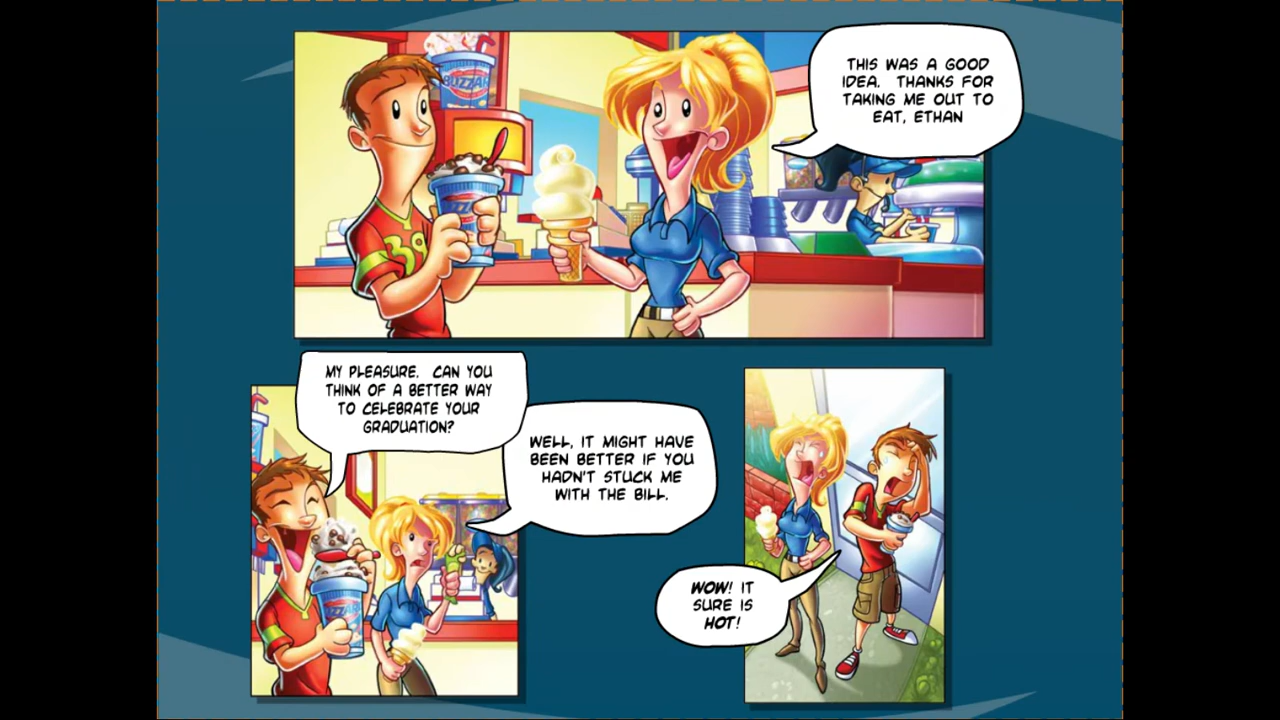 BUZZAR
THIS WAS A GOOD
IDEA. THANKS FOR
TAKING ME OUT TO
EAT, ETHAN
39
MY PLEASURE. CAN YOU
THINK OF A BETTER WAY
TO CELEBRATE YOUR
GRADUATION?
WELL, IT MIGHT HAVE
BEEN BETTER IF YOU
HADN'T STUCK ME
WITH THE BILL.
WOW! IT
SURE IS
HOT!